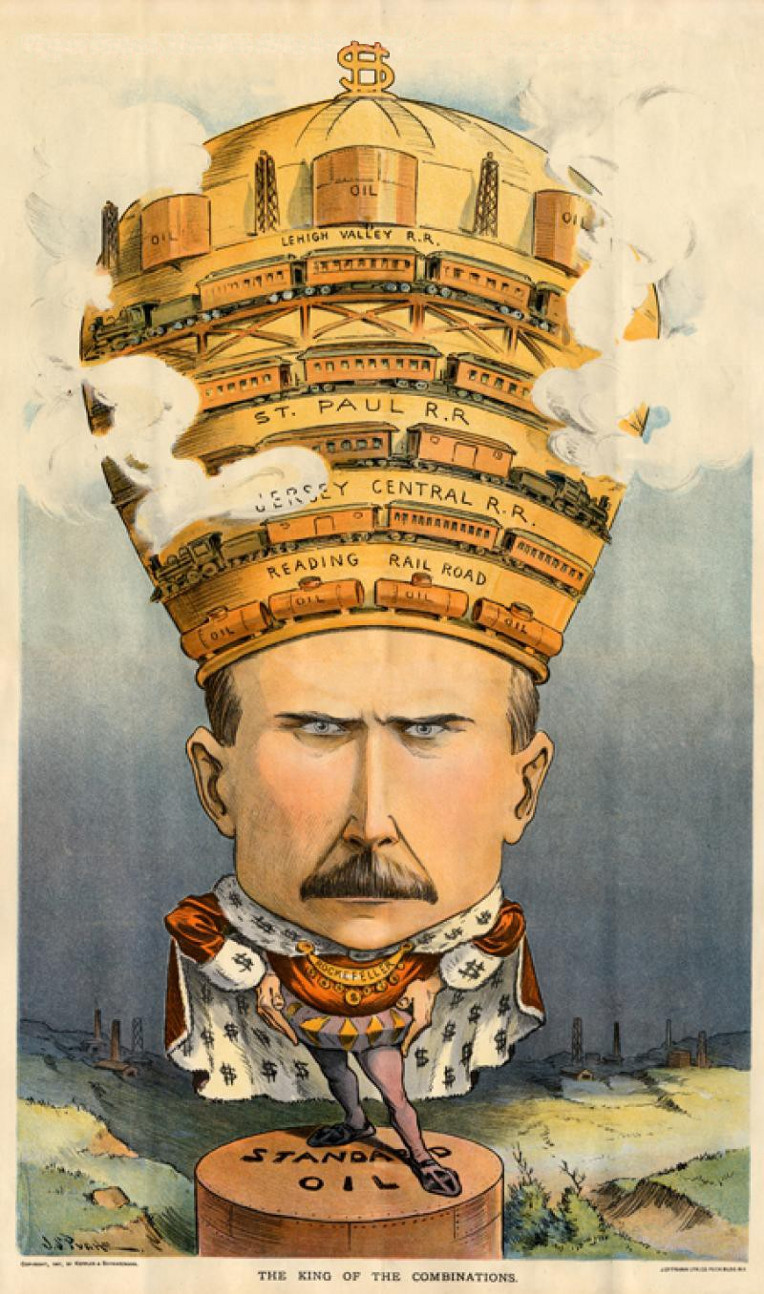 $
OIL
OIL
OIL
LEHIGH VALLEY R.R.
ST. PAUL R.R
JERSEY CENTRAL R.R.
READING RAIL ROAD
OIL OIL OIL OIL
ROCKEFELLER
STANDARD
OIL
J.S. Pughe
THE KING OF THE COMBINATIONS.